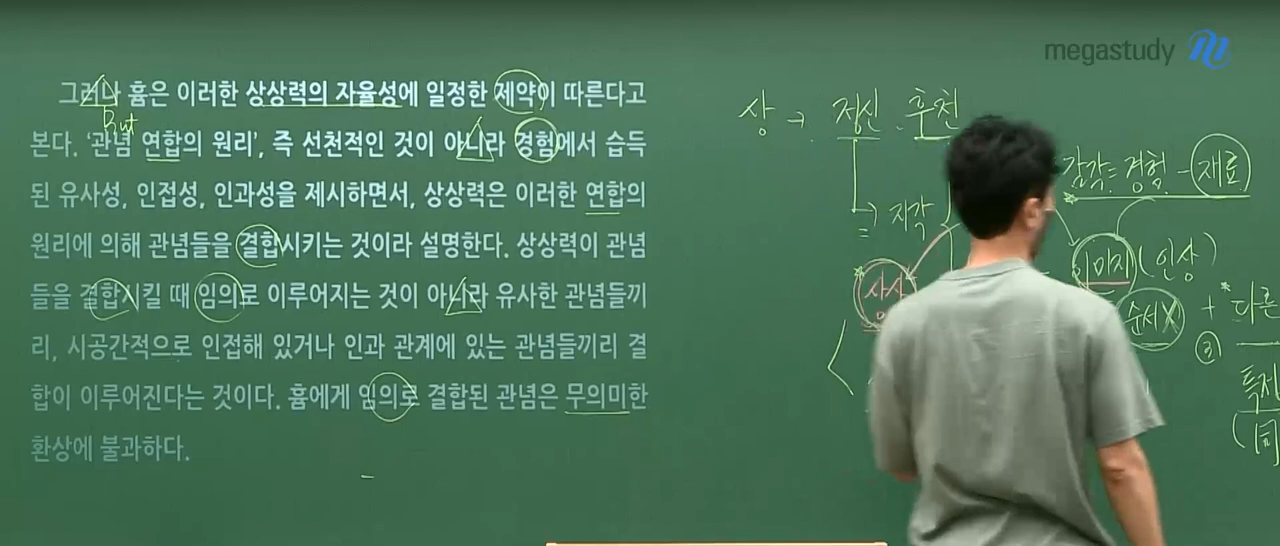 megastudy
그러나 흄은 이러한 상상력의 자율성에 일정한 제약이 따른다고
But
본다. ‘관념 연합의 원리’, 즉 선천적인 것이 아니라 경험에서 습득
된 유사성, 인접성, 인과성을 제시하면서, 상상력은 이러한 연합의
원리에 의해 관념들을 결합시키는 것이라 설명한다. 상상력이 관념
들을 결합시킬 때 임의로 이루어지는 것이 아니라 유사한 관념들끼
리, 시공간적으로 인접해 있거나 인과 관계에 있는 관념들끼리 결
합이 이루어진다는 것이다. 흄에게 임의로 결합된 관념은 무의미한
환상에 불과하다.
상 → 정신 후천
감각 = 경험 - 재료
⇒ 지각
이마지 (인상)
상상
순서X + 다른
③